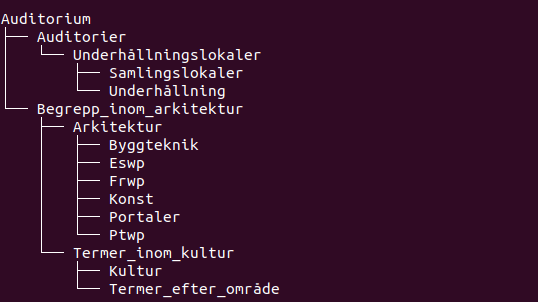 Auditorium
Auditorier
Underhållningslokaler
Samlingslokaler
Underhållning
Begrepp_inom_arkitektur
Arkitektur
Byggteknik
Eswp
Frwp
Konst
Portaler
Ptwp
Termer_inom_kultur
Kultur
Termer_efter_område